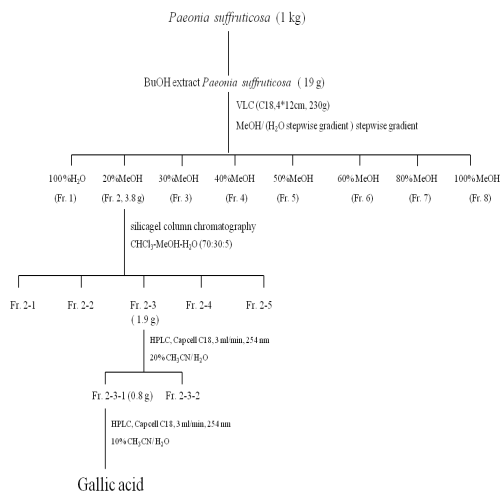 Paeonia suffruticosa (1 kg)
BuOH extract Paeonia suffruticosa ( 19 g)
VLC (C18,4*12cm, 230g)
MeOH/ (H₂O stepwise gradient ) stepwise gradient
100%H₂O 20%MeOH 30%MeOH 40%MeOH 50%MeOH 60%MeOH 80%MeOH 100%MeOH
(Fr. 1) (Fr. 2, 3.8 g) (Fr. 3) (Fr. 4) (Fr. 5) (Fr. 6) (Fr. 7) (Fr. 8)
silicagel column chromatography
CHCl₃-MeOH-H₂O (70:30:5)
Fr. 2-1 Fr. 2-2 Fr. 2-3 Fr. 2-4 Fr. 2-5
( 1.9 g)
HPLC, Capcell C18, 3 ml/min, 254 nm
20%CH₃CN/H₂O
Fr. 2-3-1 (0.8 g) Fr. 2-3-2
HPLC, Capcell C18, 3 ml/min, 254 nm
10%CH₃CN/H₂O
Gallic acid